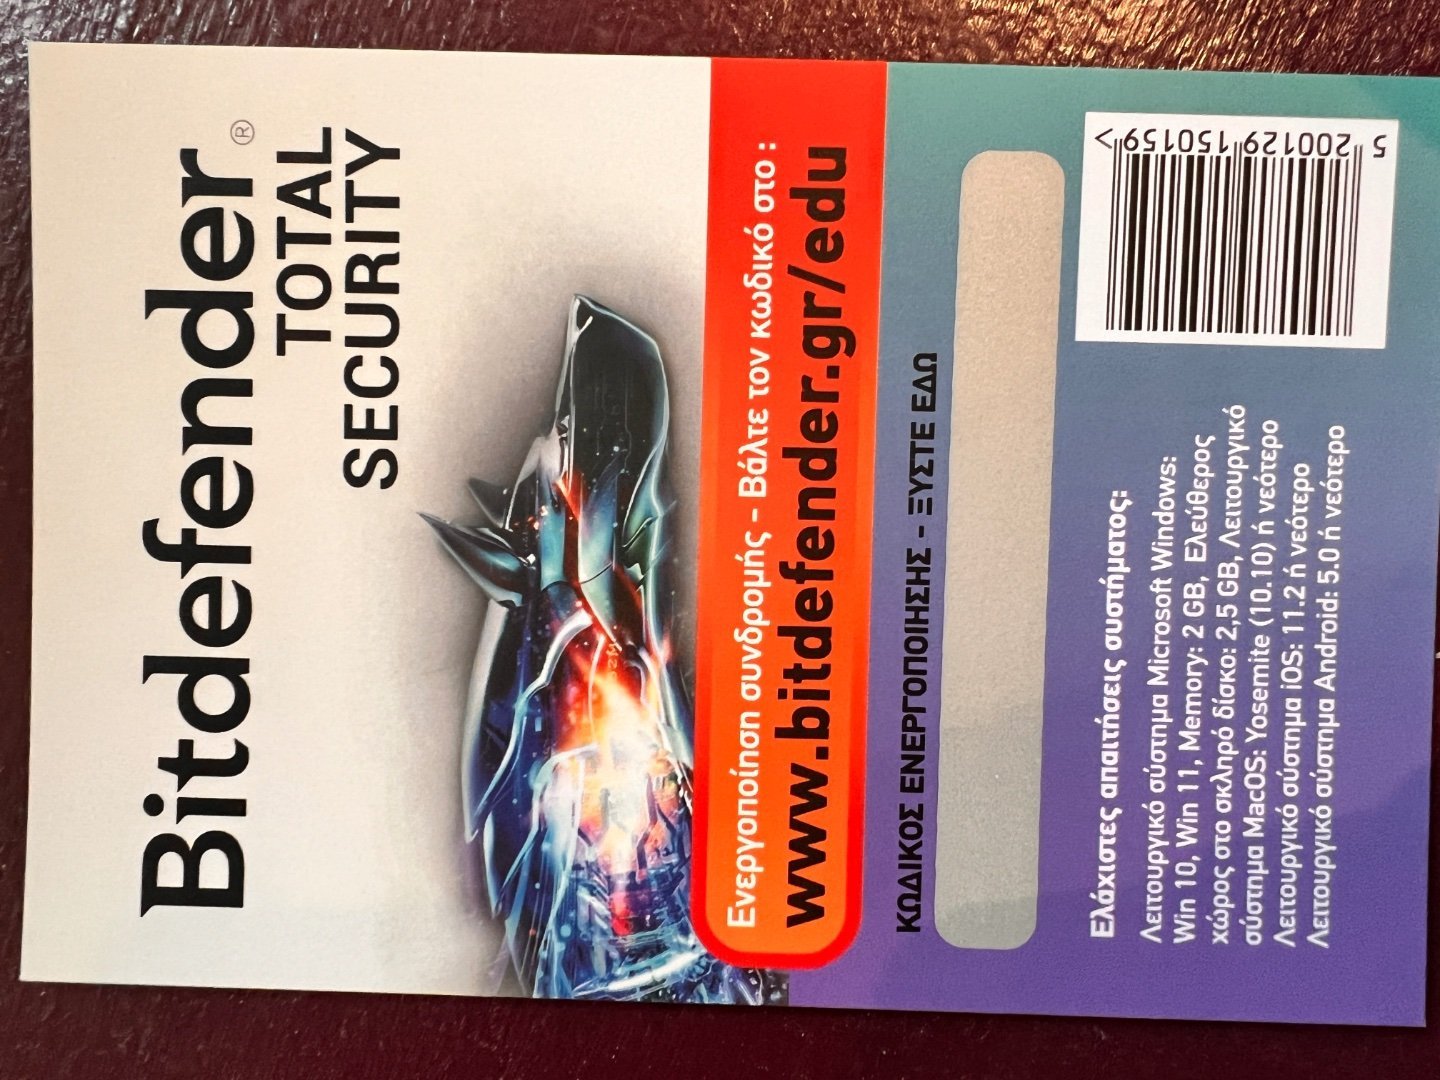 Bitdefender®
TOTAL
SECURITY
Ενεργοποίηση συνδρομής - Βάλτε τον κωδικό στο :
www.bitdefender.gr/edu
ΚΩΔΙΚΟΣ ΕΝΕΡΓΟΠΟΙΗΣΗΣ - ΞΥΣΤΕ ΕΔΩ
Ελάχιστες απαιτήσεις συστήματος:
Λειτουργικό σύστημα Microsoft Windows:
Win 10, Win 11, Memory: 2 GB, Ελεύθερος
χώρος στο σκληρό δίσκο: 2,5 GB, Λειτουργικό
σύστημα MacOS: Yosemite (10.10) ή νεότερο
Λειτουργικό σύστημα iOS: 11.2 ή νεότερο
Λειτουργικό σύστημα Android: 5.0 ή νεότερο
5 200129 150159 >